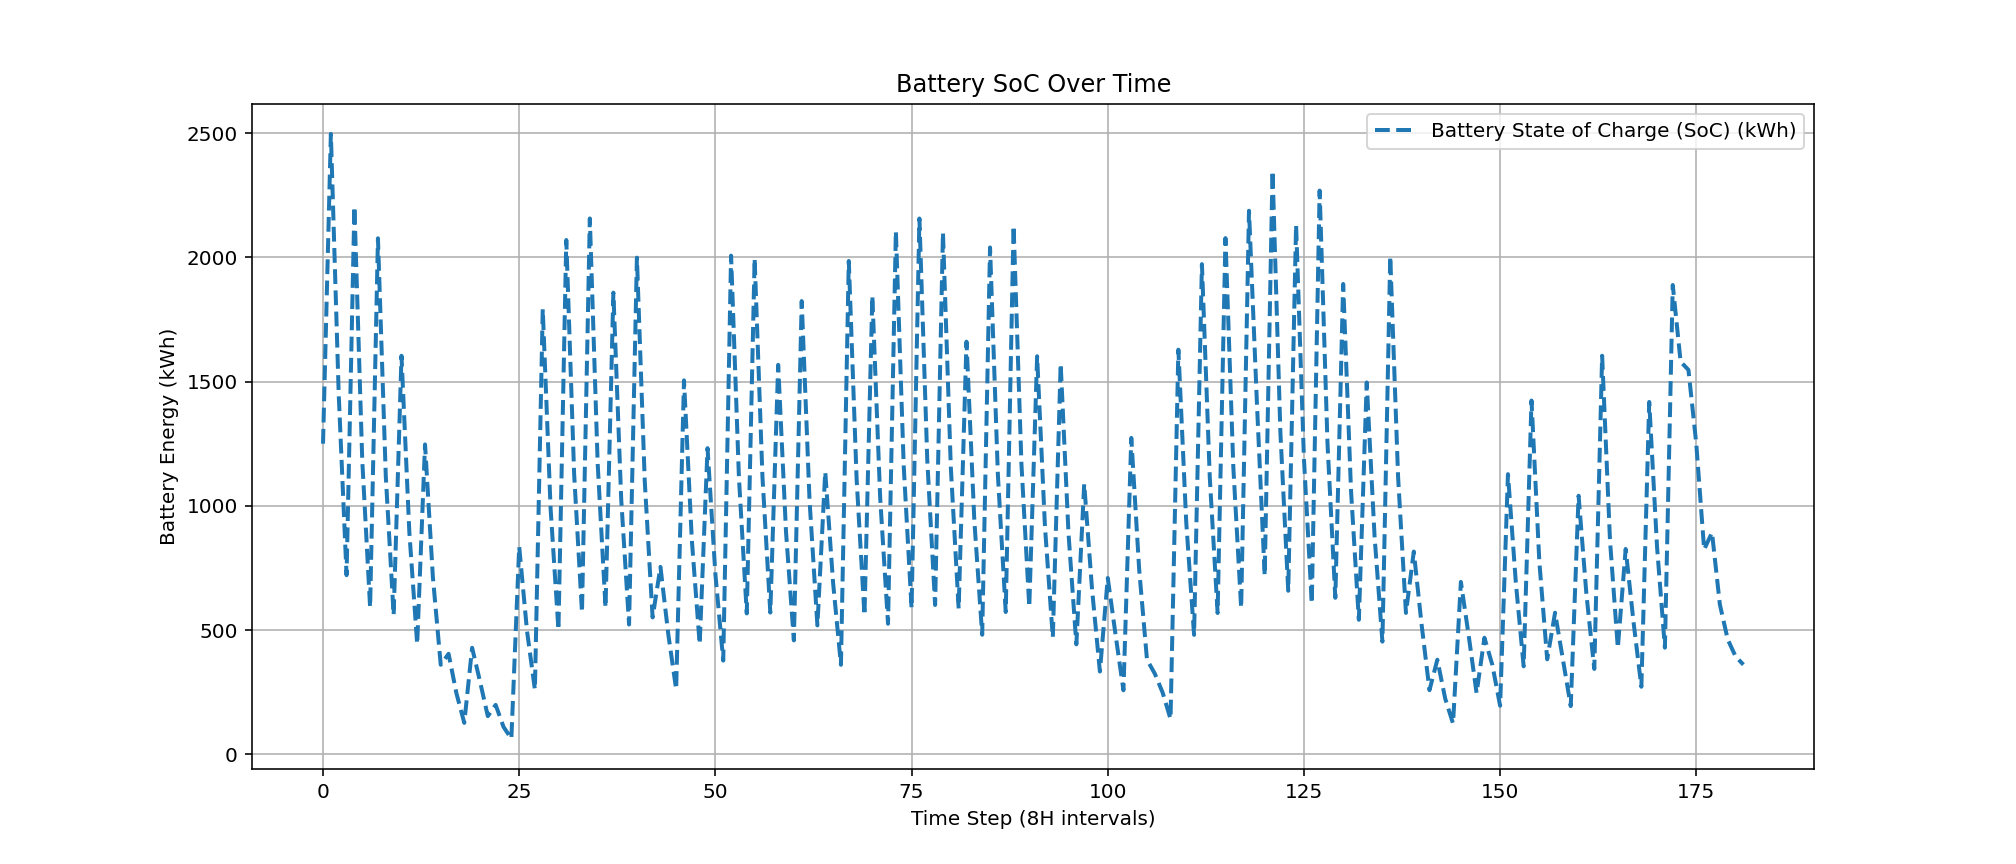 Battery SoC Over Time
Battery State of Charge (SoC) (kWh)
Battery Energy (kWh)
2500
2000
1500
1000
500
0
0 25 50 75 100 125 150 175
Time Step (8H intervals)